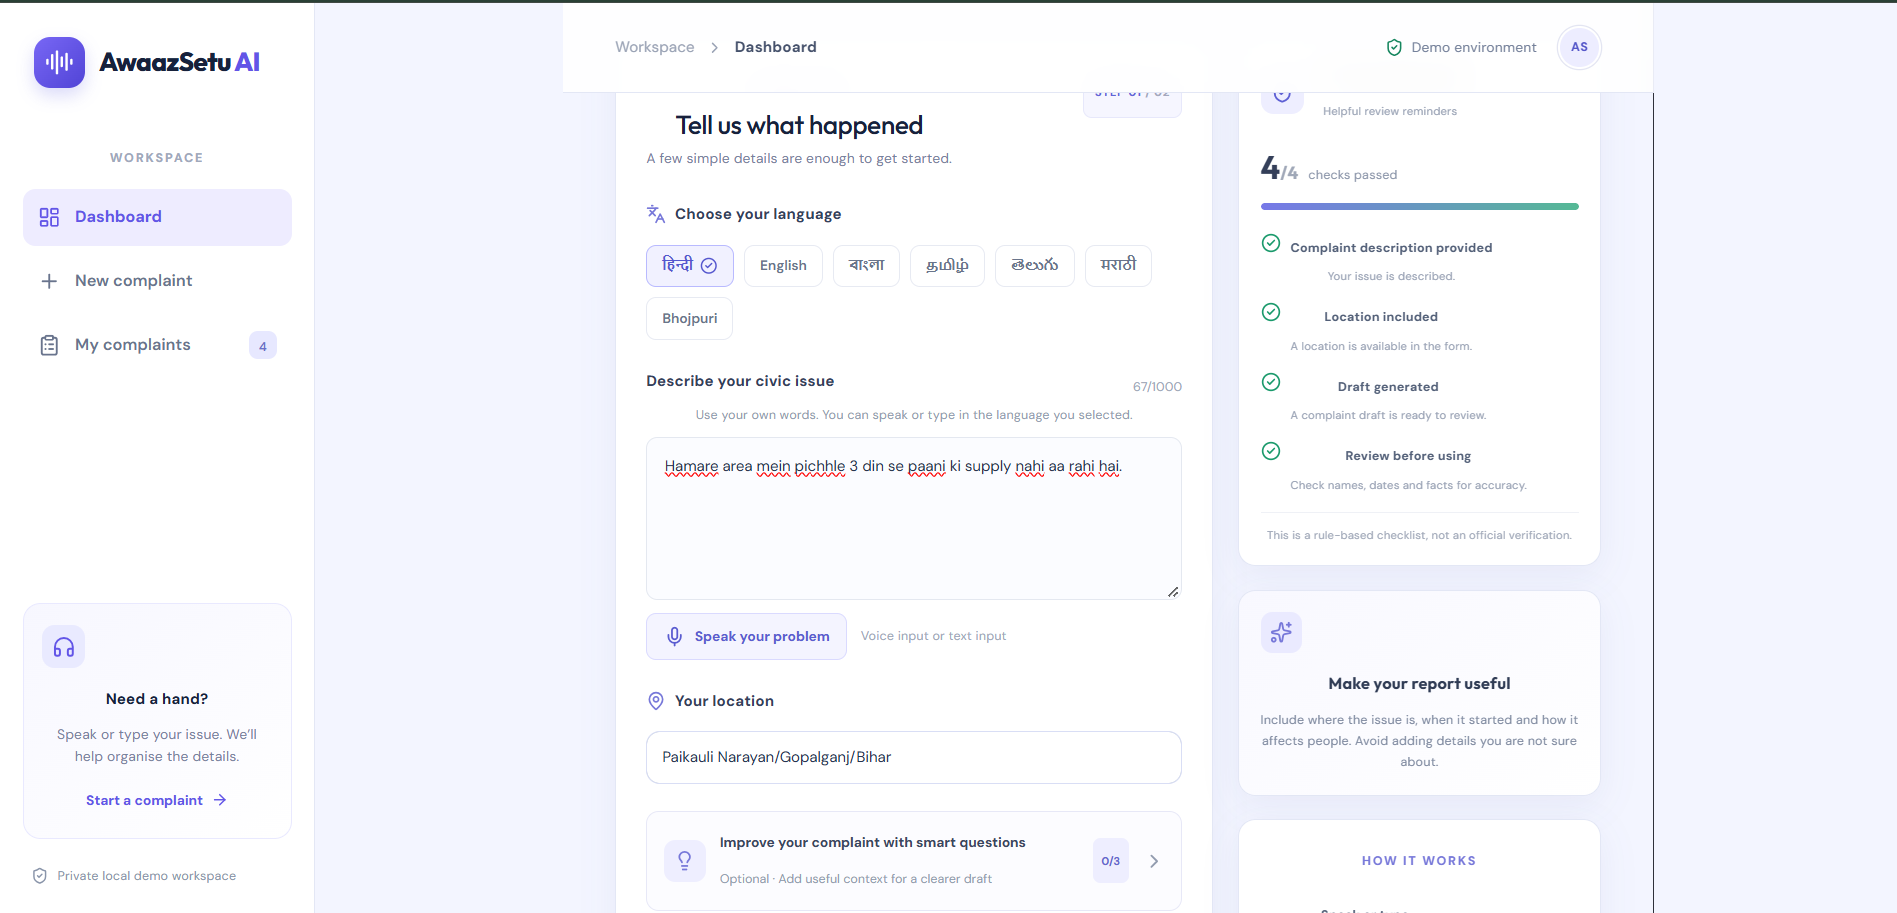 AwaazSetu AI
WORKSPACE
Dashboard
New complaint
My complaints
4
Need a hand?
Speak or type your issue. We'll
help organise the details.
Start a complaint
Private local demo workspace
Workspace > Dashboard
Demo environment
AS
STEP 01 / 02
Tell us what happened
A few simple details are enough to get started.
Choose your language
हिन्दी
English
বাংলা
தமிழ்
తెలుగు
मराठी
Bhojpuri
Describe your civic issue
67/1000
Use your own words. You can speak or type in the language you selected.
Hamare area mein pichhle 3 din se paani ki supply nahi aa rahi hai.
Speak your problem
Voice input or text input
Your location
Paikauli Narayan/Gopalganj/Bihar
Improve your complaint with smart questions
Optional · Add useful context for a clearer draft
0/3
Helpful review reminders
4/4 checks passed
Complaint description provided
Your issue is described.
Location included
A location is available in the form.
Draft generated
A complaint draft is ready to review.
Review before using
Check names, dates and facts for accuracy.
This is a rule-based checklist, not an official verification.
Make your report useful
Include where the issue is, when it started and how it
affects people. Avoid adding details you are not sure
about.
HOW IT WORKS